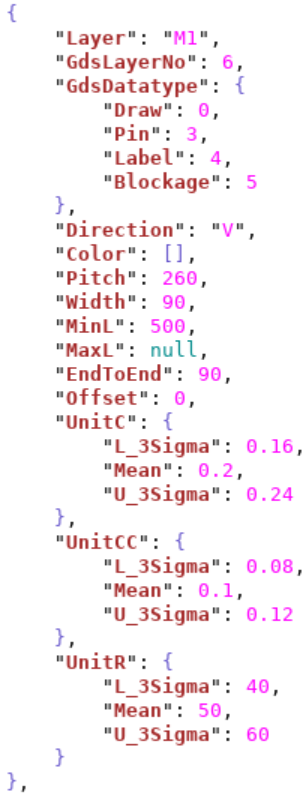 {
    "Layer": "M1",
    "GdsLayerNo": 6,
    "GdsDatatype": {
        "Draw": 0,
        "Pin": 3,
        "Label": 4,
        "Blockage": 5
    },
    "Direction": "V",
    "Color": [],
    "Pitch": 260,
    "Width": 90,
    "MinL": 500,
    "MaxL": null,
    "EndToEnd": 90,
    "Offset": 0,
    "UnitC": {
        "L_3Sigma": 0.16,
        "Mean": 0.2,
        "U_3Sigma": 0.24
    },
    "UnitCC": {
        "L_3Sigma": 0.08,
        "Mean": 0.1,
        "U_3Sigma": 0.12
    },
    "UnitR": {
        "L_3Sigma": 40,
        "Mean": 50,
        "U_3Sigma": 60
    }
},